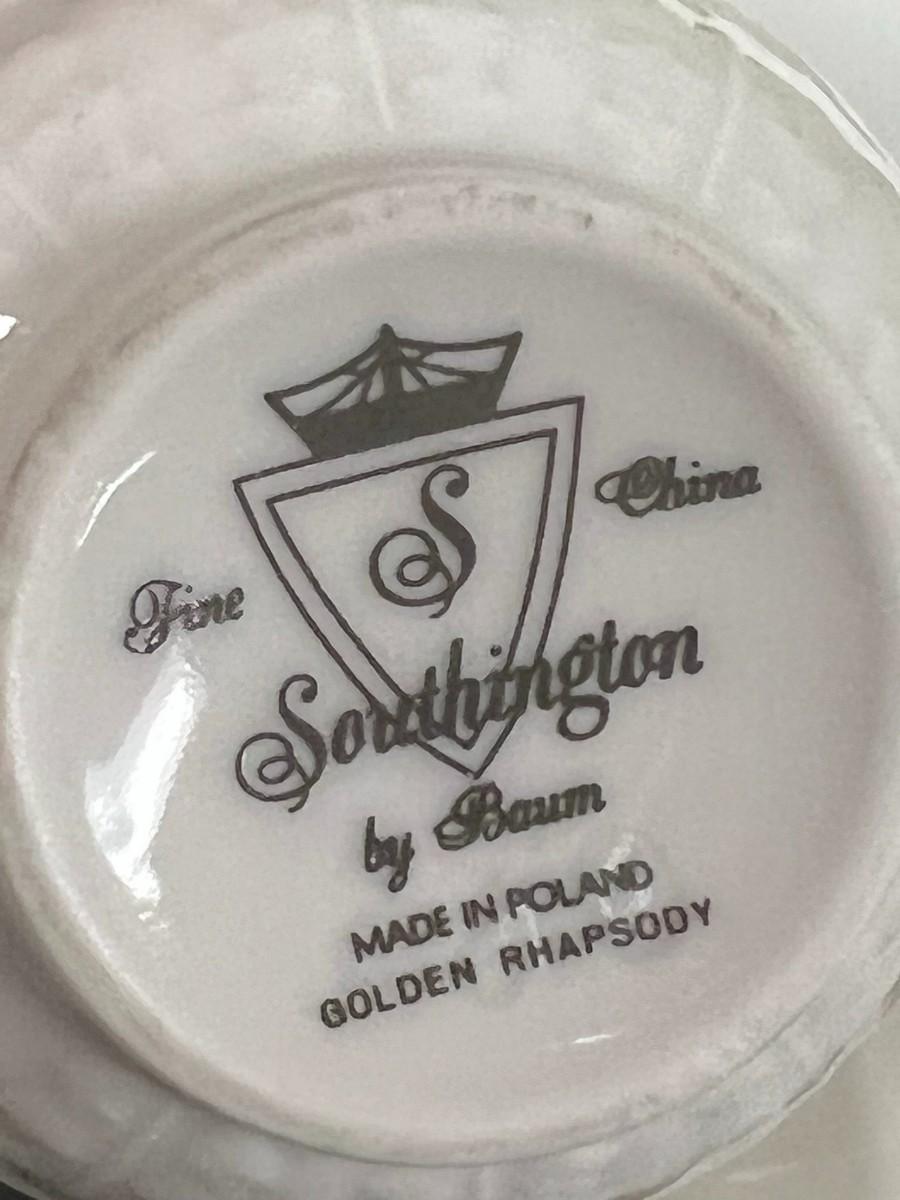 S
Fine China
Southington
by Baum
MADE IN POLAND
GOLDEN RHAPSODY